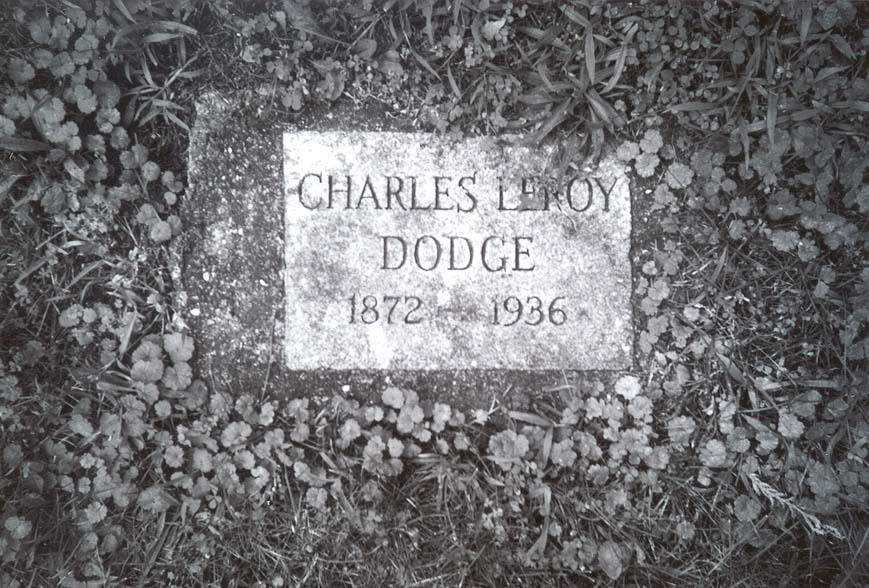 CHARLES LEROY
DODGE
1872 — 1936